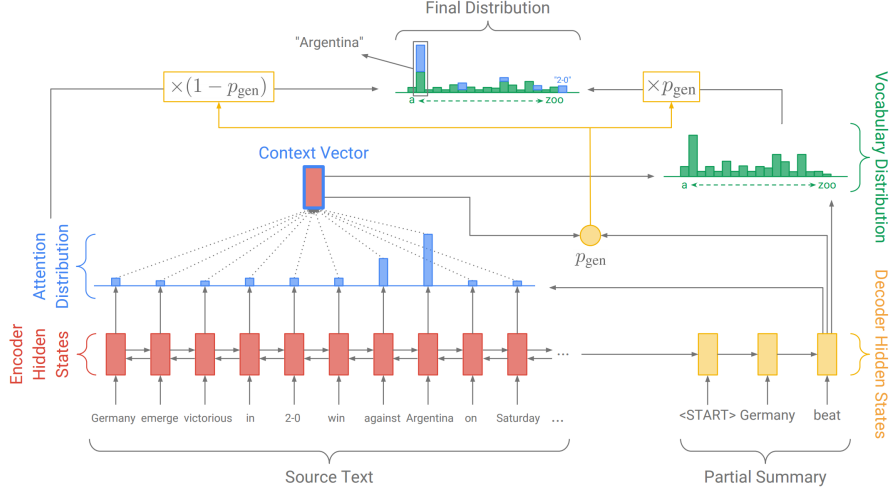 Final Distribution
"Argentina"
"2-0"
×(1 − p_gen)
×p_gen
a
zoo
Context Vector
Vocabulary Distribution
a
zoo
Attention
Distribution
p_gen
Encoder
Hidden
States
Decoder Hidden States
...
Germany emerge victorious in 2-0 win against Argentina on Saturday ...
<START> Germany beat
Source Text
Partial Summary